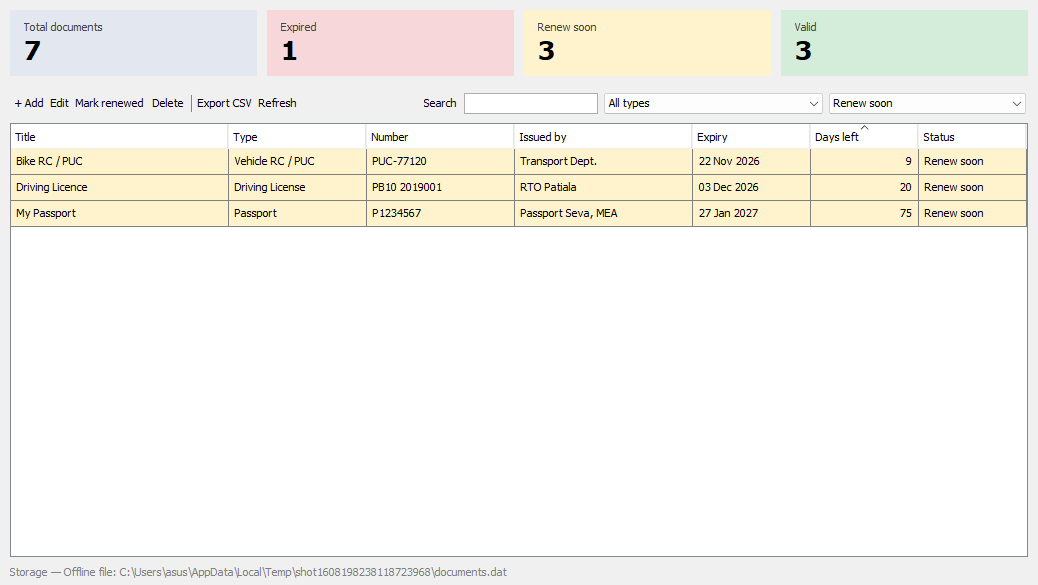 Total documents Expired Renew soon Valid
7 1 3 3
+ Add Edit Mark renewed Delete Export CSV Refresh Search All types Renew soon
Title Type Number Issued by Expiry Days left Status
Bike RC / PUC Vehicle RC / PUC PUC-77120 Transport Dept. 22 Nov 2026 9 Renew soon
Driving Licence Driving License PB10 2019001 RTO Patiala 03 Dec 2026 20 Renew soon
My Passport Passport P1234567 Passport Seva, MEA 27 Jan 2027 75 Renew soon
Storage — Offline file: C:\Users\asus\AppData\Local\Temp\shot1608198238118723968\documents.dat